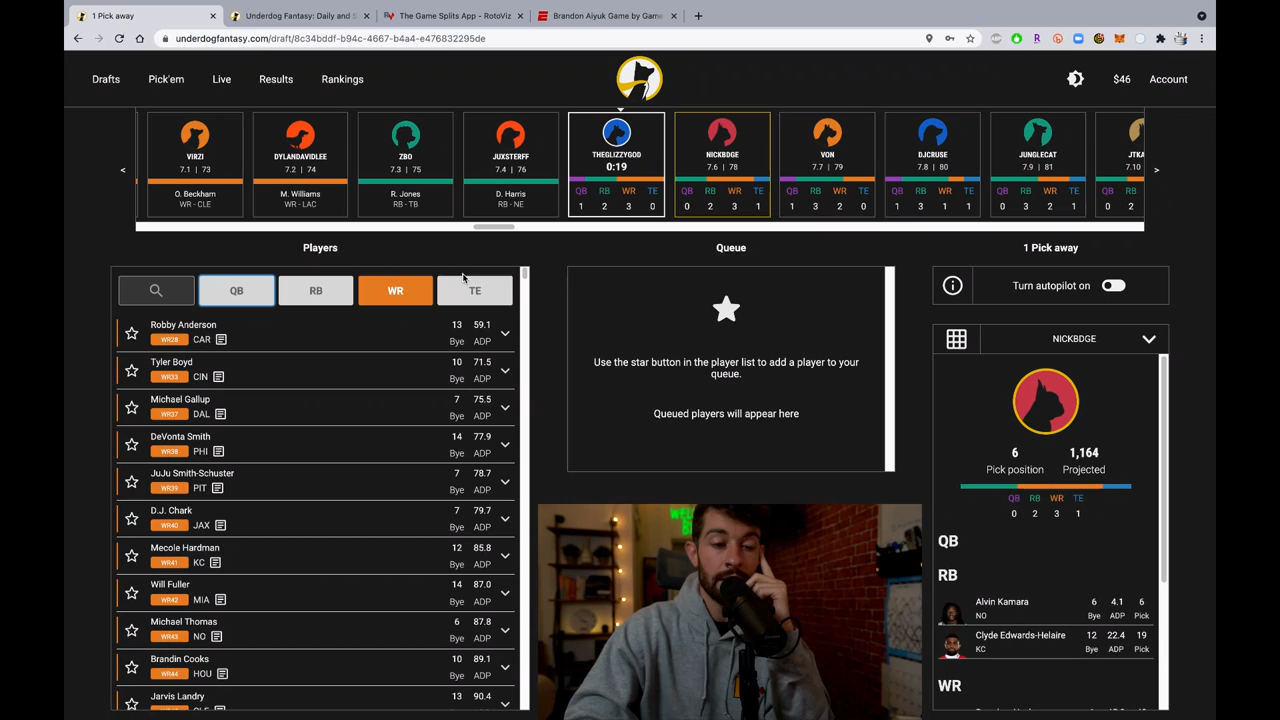 1 Pick away
Underdog Fantasy: Daily and S
The Game Splits App - RotoViz
Brandon Aiyuk Game by Game
underdogfantasy.com/draft/8c34bddf-b94c-4667-b4a4-e476832295de
Drafts
Pick'em
Live
Results
Rankings
$46
Account
VIRZI
7.1 | 73
O. Beckham
WR - CLE
DYLANDAVIDLEE
7.2 | 74
M. Williams
WR - LAC
ZBO
7.3 | 75
R. Jones
RB - TB
JUXSTERFF
7.4 | 76
D. Harris
RB - NE
THEGLIZZYGOD
0:19
QB RB WR TE
1 2 3 0
NICKBDGE
7.6 | 78
QB RB WR TE
0 2 3 1
VON
7.7 | 79
QB RB WR TE
1 3 2 0
DJCRUSE
7.8 | 80
QB RB WR TE
1 3 1 1
JUNGLECAT
7.9 | 81
QB RB WR TE
0 3 2 1
JTKA
7.10
QB RB
0 2
Players
Queue
1 Pick away
QB
RB
WR
TE
Robby Anderson 13 59.1
WR28 CAR Bye ADP
Tyler Boyd 10 71.5
WR33 CIN Bye ADP
Michael Gallup 7 75.5
WR37 DAL Bye ADP
DeVonta Smith 14 77.9
WR38 PHI Bye ADP
JuJu Smith-Schuster 7 78.7
WR39 PIT Bye ADP
D.J. Chark 7 79.7
WR40 JAX Bye ADP
Mecole Hardman 12 85.8
WR41 KC Bye ADP
Will Fuller 14 87.0
WR42 MIA Bye ADP
Michael Thomas 6 87.8
WR43 NO Bye ADP
Brandin Cooks 10 89.1
WR44 HOU Bye ADP
Jarvis Landry 13 90.4
Use the star button in the player list to add a player to your
queue.
Queued players will appear here
Turn autopilot on
NICKBDGE
6 1,164
Pick position Projected
QB RB WR TE
0 2 3 1
QB
RB
Alvin Kamara 6 4.1 6
NO Bye ADP Pick
Clyde Edwards-Helaire 12 22.4 19
KC Bye ADP Pick
WR